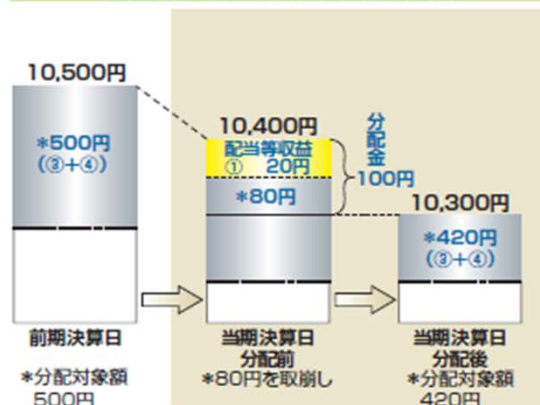 10,500円
*500円
(③+④)
前期決算日
*分配対象額
500円
10,400円
配当等収益
① 20円
*80円
分配金
100円
当期決算日
分配前
*80円を取崩し
10,300円
*420円
(③+④)
当期決算日
分配後
*分配対象額
420円